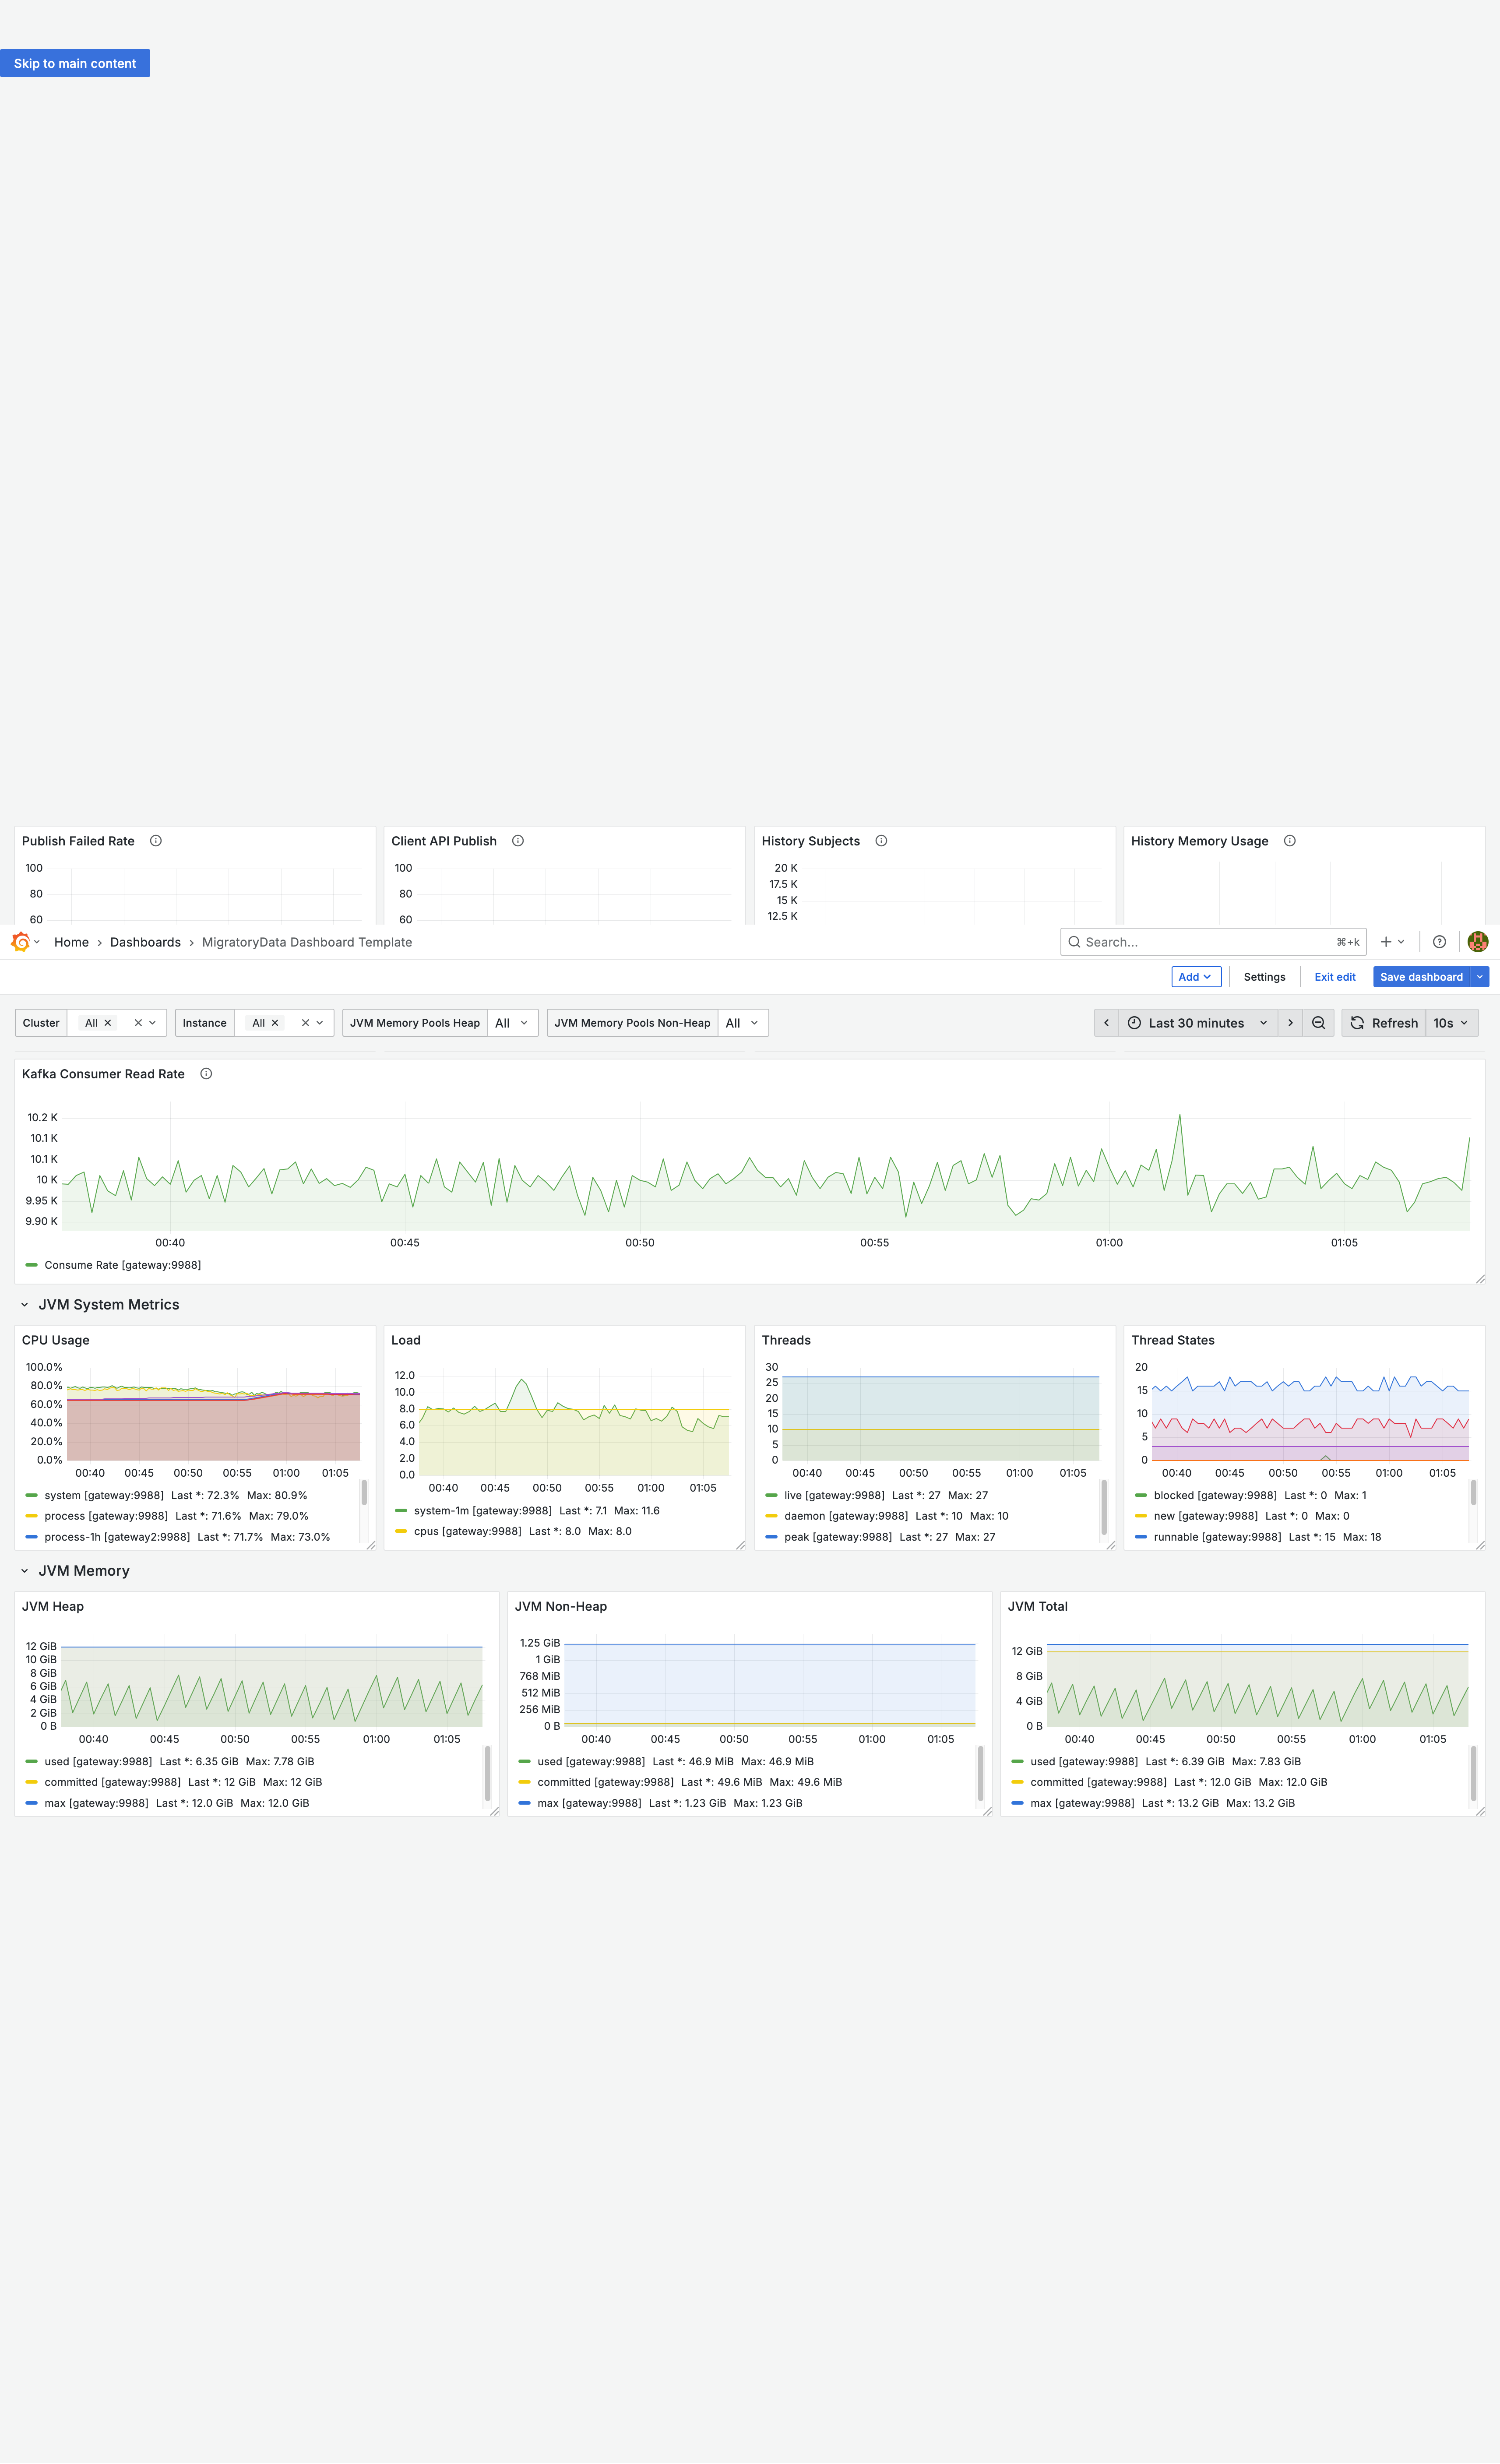 Skip to main content
Publish Failed Rate
100
80
60
Client API Publish
100
80
60
History Subjects
20 K
17.5 K
15 K
12.5 K
History Memory Usage
Home › Dashboards › MigratoryData Dashboard Template
Search... ⌘+k
Add Settings Exit edit Save dashboard
Cluster All Instance All JVM Memory Pools Heap All JVM Memory Pools Non-Heap All Last 30 minutes Refresh 10s
Kafka Consumer Read Rate
10.2 K
10.1 K
10.1 K
10 K
9.95 K
9.90 K
00:40 00:45 00:50 00:55 01:00 01:05
Consume Rate [gateway:9988]
JVM System Metrics
CPU Usage
100.0%
80.0%
60.0%
40.0%
20.0%
0.0%
00:40 00:45 00:50 00:55 01:00 01:05
system [gateway:9988] Last *: 72.3% Max: 80.9%
process [gateway:9988] Last *: 71.6% Max: 79.0%
process-1h [gateway2:9988] Last *: 71.7% Max: 73.0%
Load
12.0
10.0
8.0
6.0
4.0
2.0
0.0
00:40 00:45 00:50 00:55 01:00 01:05
system-1m [gateway:9988] Last *: 7.1 Max: 11.6
cpus [gateway:9988] Last *: 8.0 Max: 8.0
Threads
30
25
20
15
10
5
0
00:40 00:45 00:50 00:55 01:00 01:05
live [gateway:9988] Last *: 27 Max: 27
daemon [gateway:9988] Last *: 10 Max: 10
peak [gateway:9988] Last *: 27 Max: 27
Thread States
20
15
10
5
0
00:40 00:45 00:50 00:55 01:00 01:05
blocked [gateway:9988] Last *: 0 Max: 1
new [gateway:9988] Last *: 0 Max: 0
runnable [gateway:9988] Last *: 15 Max: 18
JVM Memory
JVM Heap
12 GiB
10 GiB
8 GiB
6 GiB
4 GiB
2 GiB
0 B
00:40 00:45 00:50 00:55 01:00 01:05
used [gateway:9988] Last *: 6.35 GiB Max: 7.78 GiB
committed [gateway:9988] Last *: 12 GiB Max: 12 GiB
max [gateway:9988] Last *: 12.0 GiB Max: 12.0 GiB
JVM Non-Heap
1.25 GiB
1 GiB
768 MiB
512 MiB
256 MiB
0 B
00:40 00:45 00:50 00:55 01:00 01:05
used [gateway:9988] Last *: 46.9 MiB Max: 46.9 MiB
committed [gateway:9988] Last *: 49.6 MiB Max: 49.6 MiB
max [gateway:9988] Last *: 1.23 GiB Max: 1.23 GiB
JVM Total
12 GiB
8 GiB
4 GiB
0 B
00:40 00:45 00:50 00:55 01:00 01:05
used [gateway:9988] Last *: 6.39 GiB Max: 7.83 GiB
committed [gateway:9988] Last *: 12.0 GiB Max: 12.0 GiB
max [gateway:9988] Last *: 13.2 GiB Max: 13.2 GiB